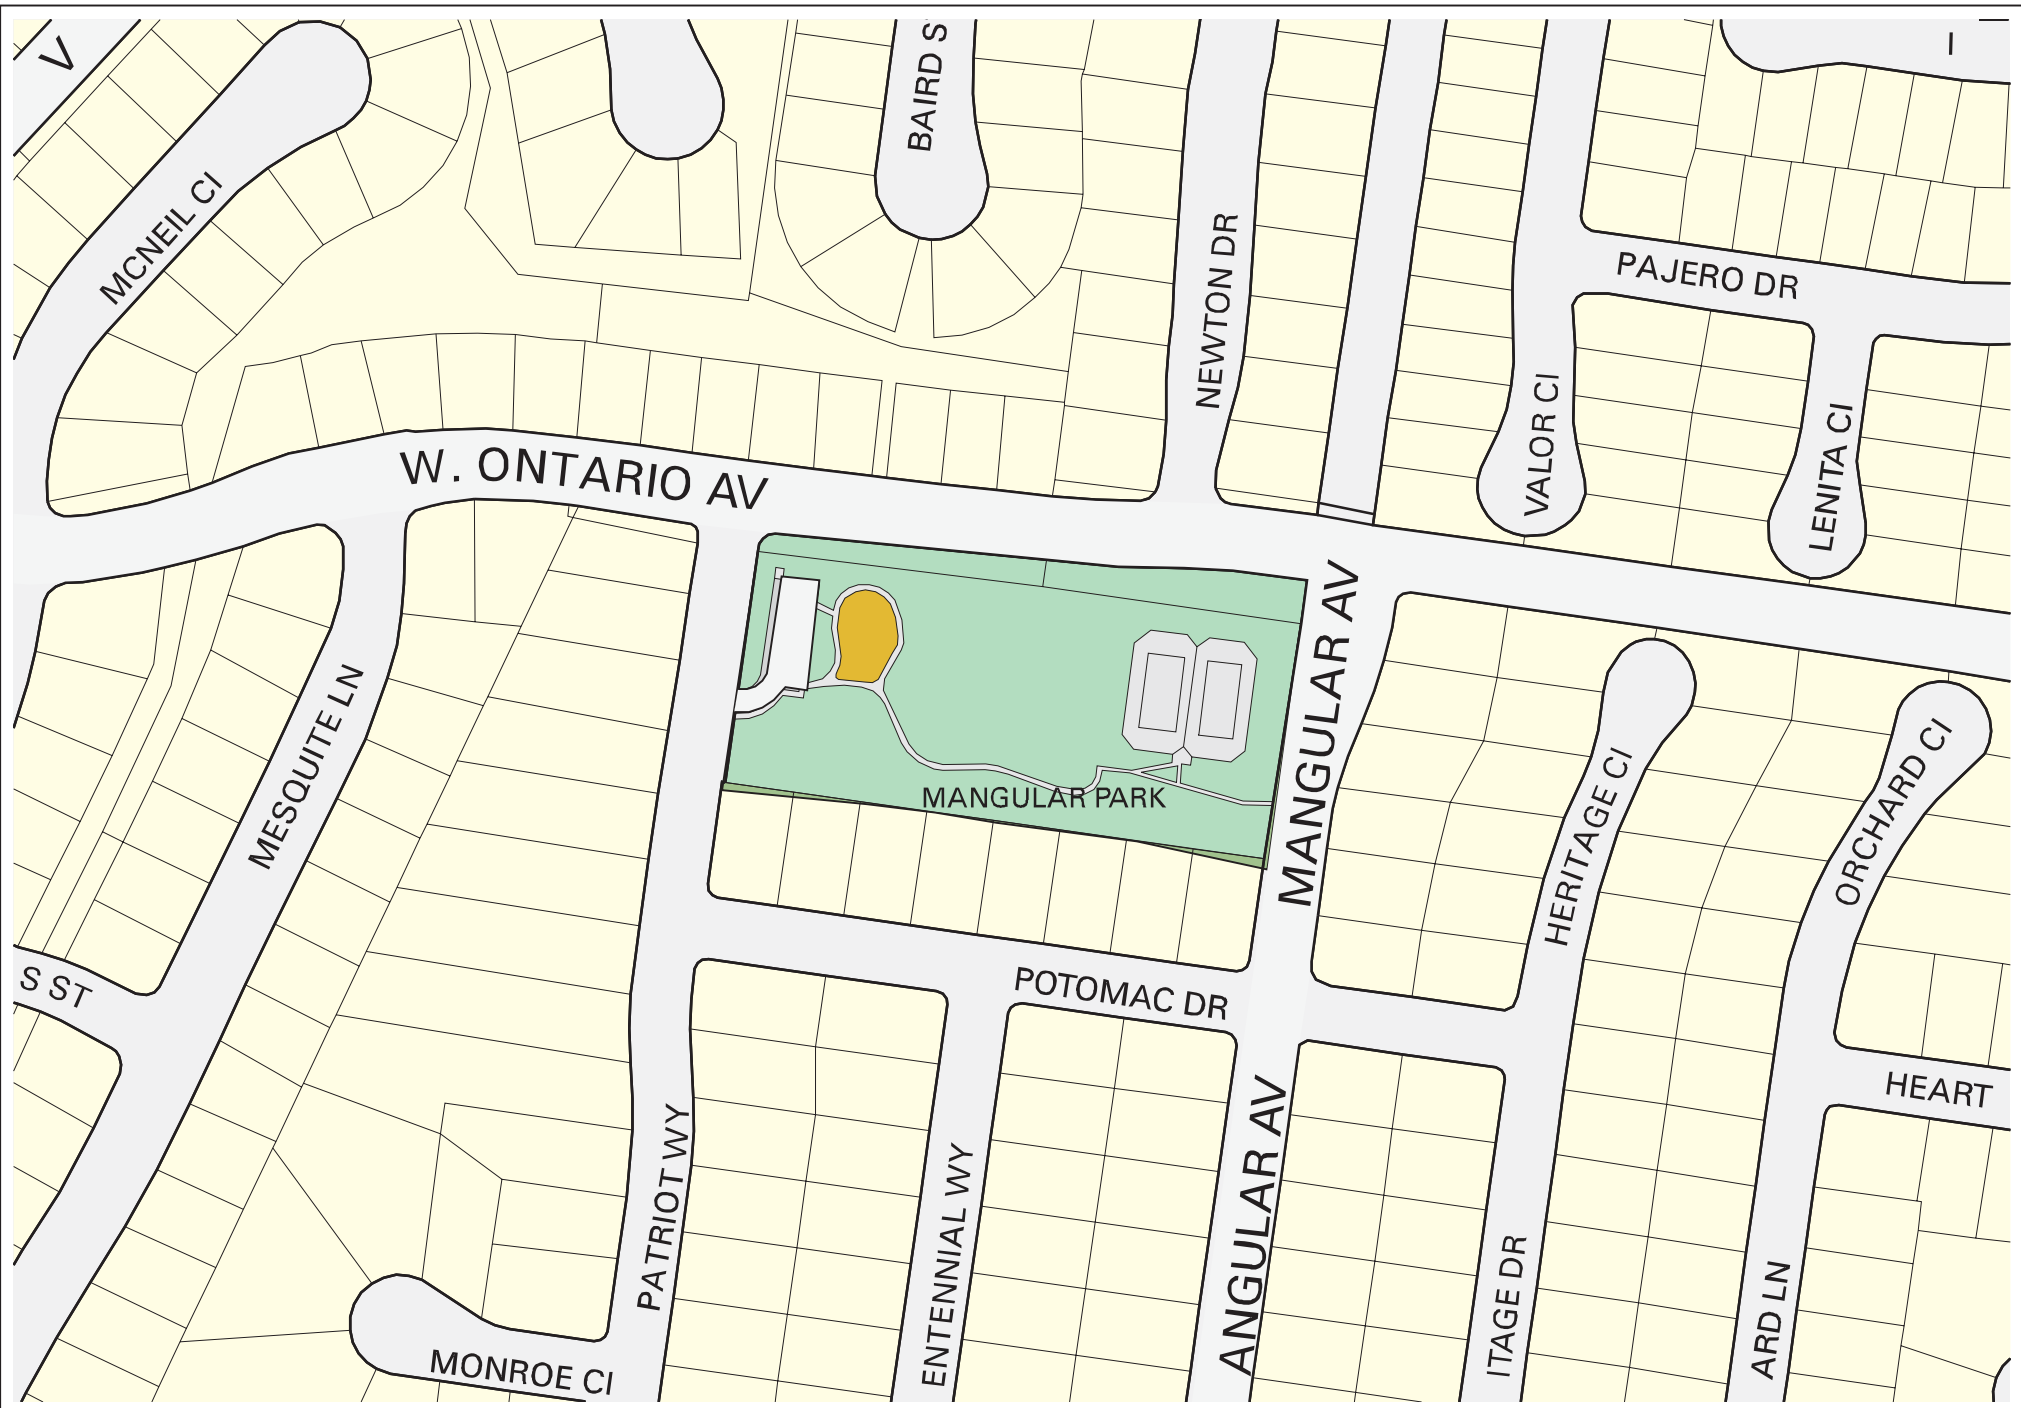 V
I
BAIRD S
MCNEIL CI
NEWTON DR
PAJERO DR
VALOR CI
LENITA CI
W. ONTARIO AV
MANGULAR AV
MESQUITE LN
HERITAGE CI
ORCHARD CI
MANGULAR PARK
S ST
POTOMAC DR
HEART
ANGULAR AV
PATRIOT WY
ENTENNIAL WY
ITAGE DR
ARD LN
MONROE CI